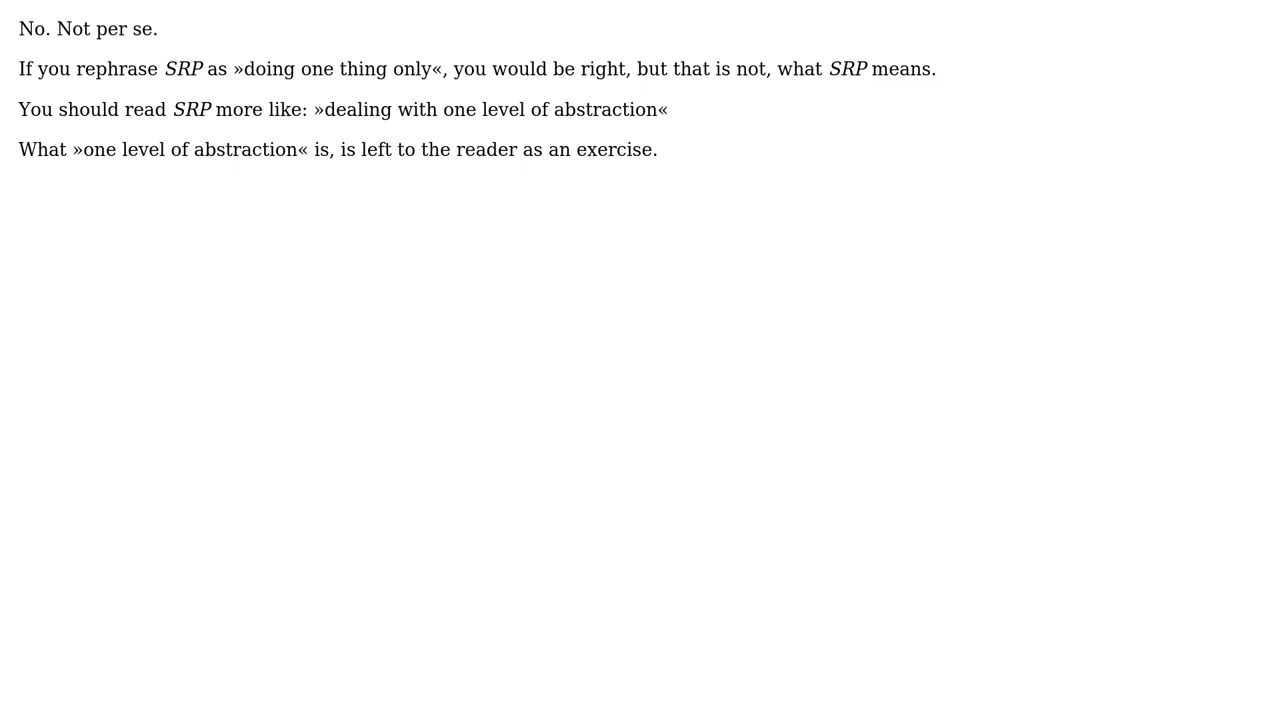 No. Not per se.
If you rephrase SRP as »doing one thing only«, you would be right, but that is not, what SRP means.
You should read SRP more like: »dealing with one level of abstraction«
What »one level of abstraction« is, is left to the reader as an exercise.